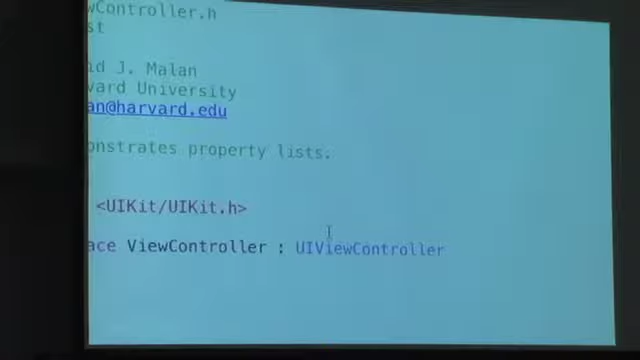 wController.h
st
id J. Malan
vard University
an@harvard.edu
onstrates property lists.
<UIKit/UIKit.h>
ace ViewController : UIViewController